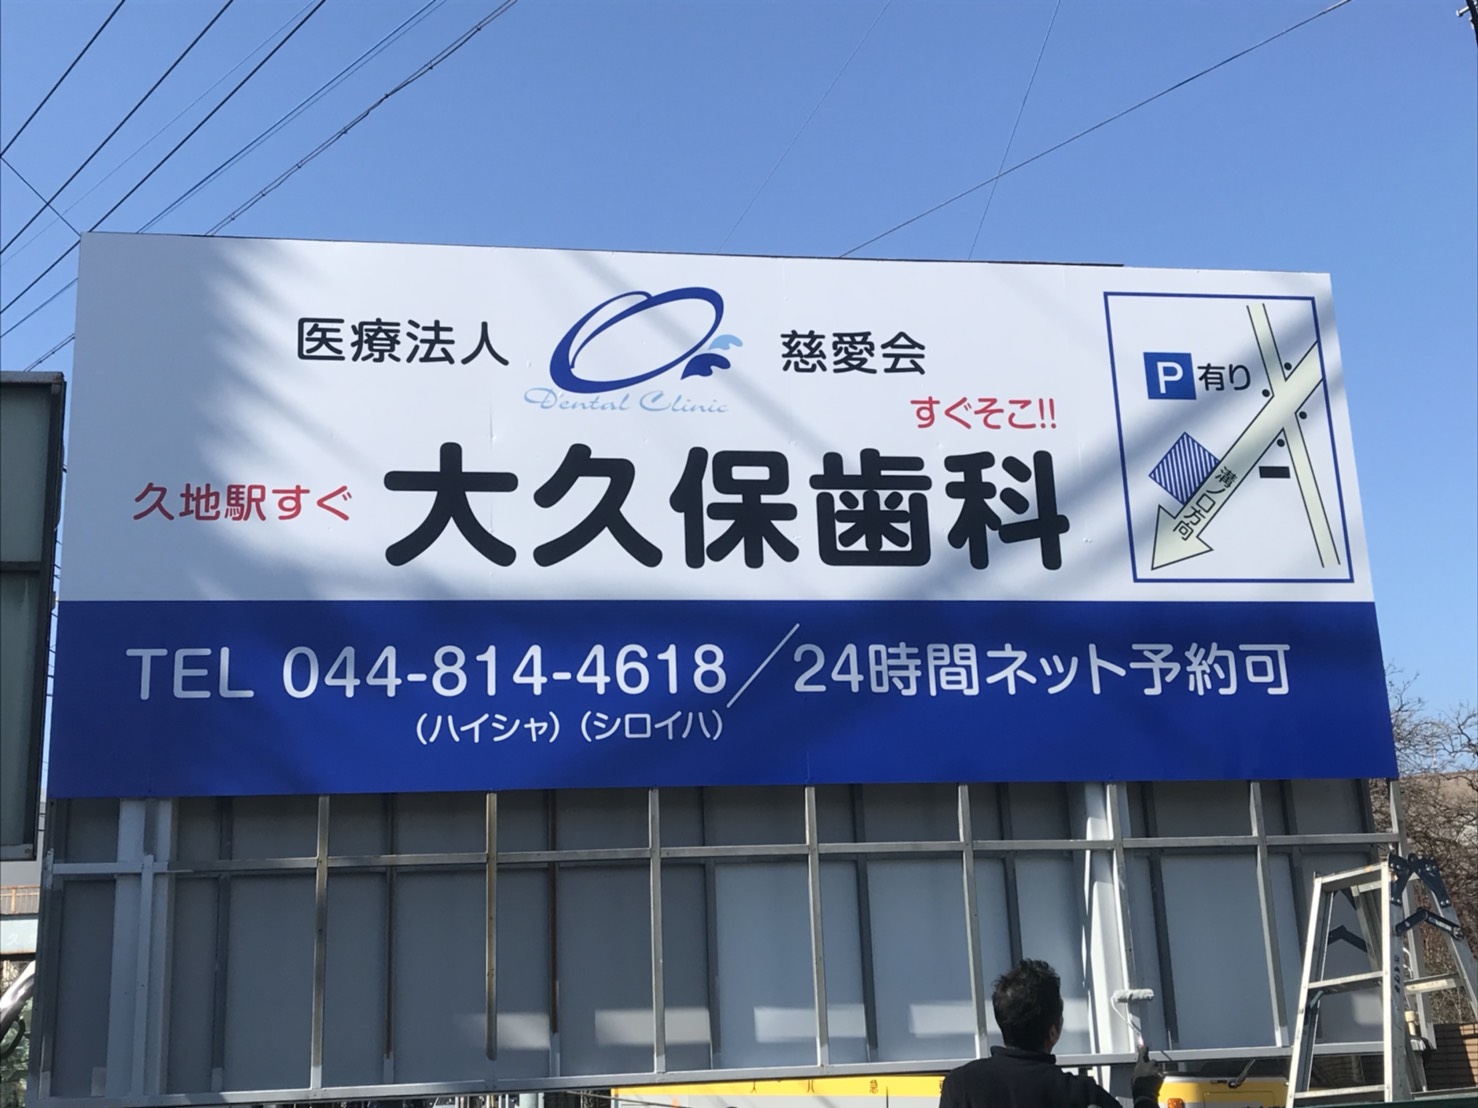 医療法人
慈愛会
Dental Clinic
すぐそこ!!
久地駅すぐ
大久保歯科
P有り
溝ノ口方向
TEL 044-814-4618/24時間ネット予約可
(ハイシャ)(シロイハ)